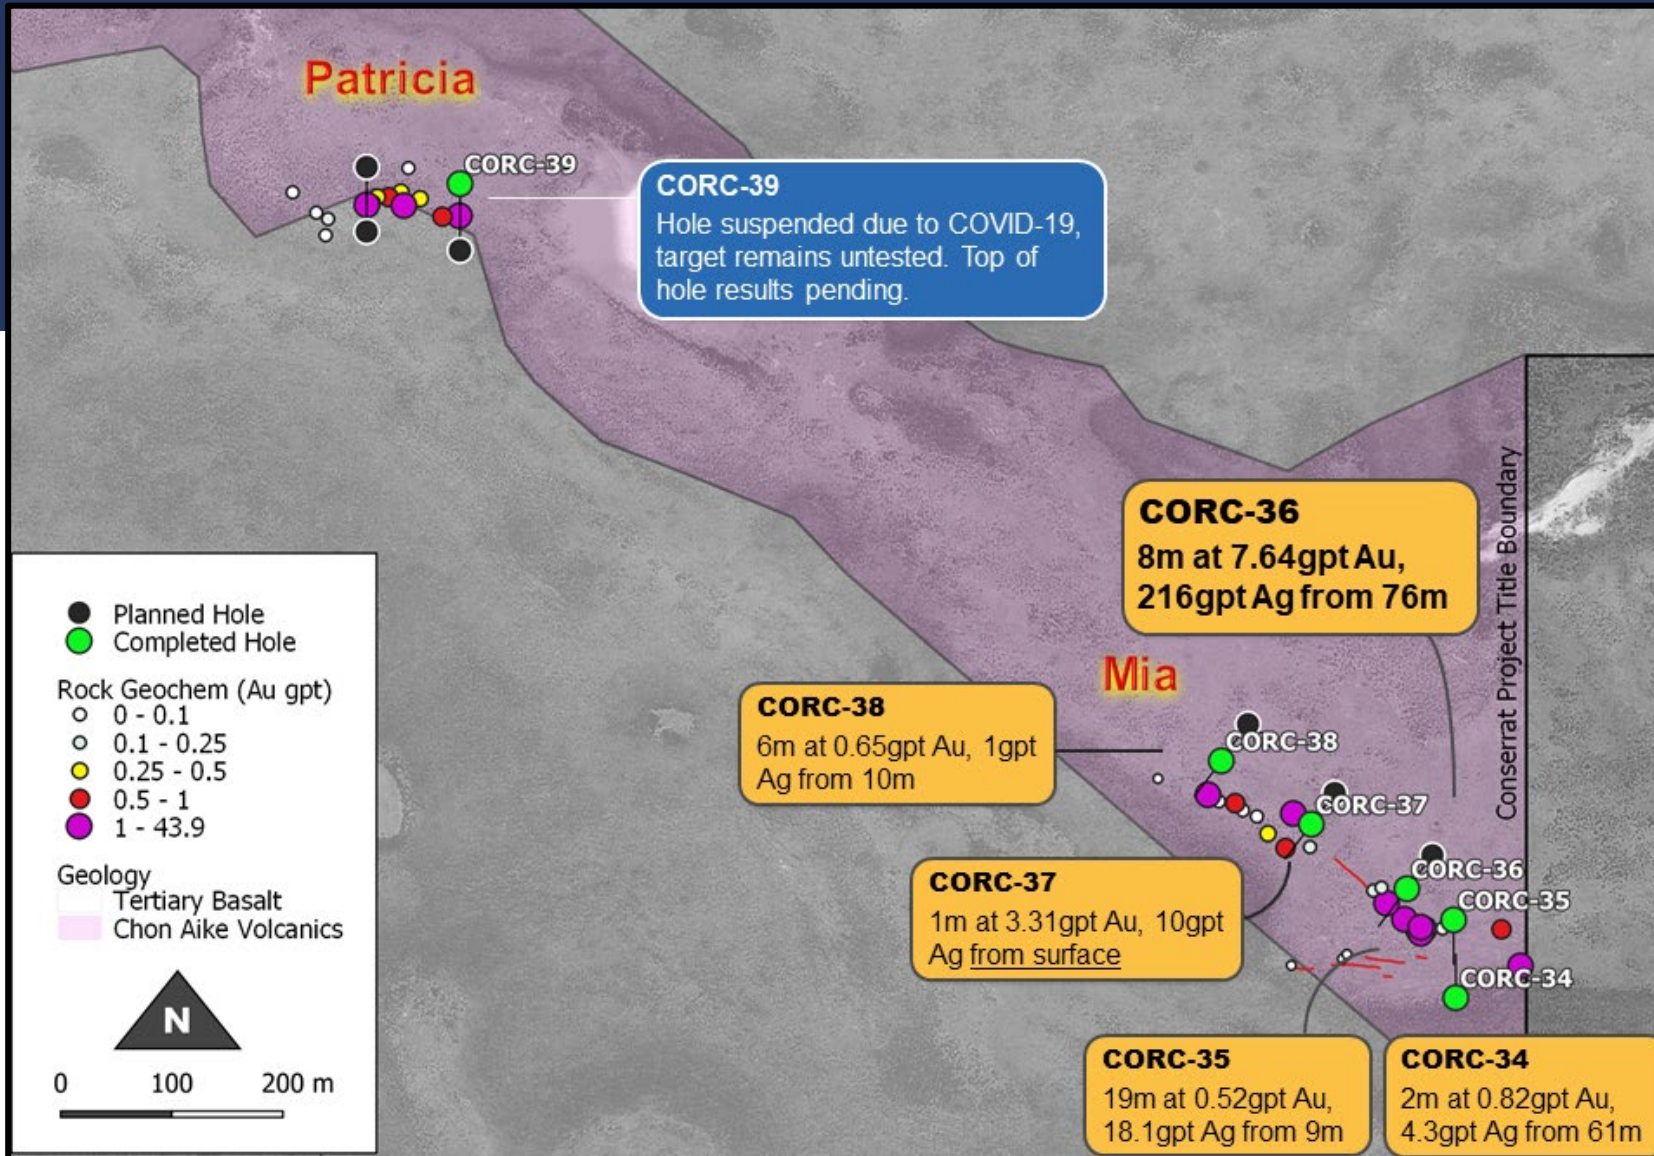 Patricia
CORC-39
CORC-39
Hole suspended due to COVID-19,
target remains untested. Top of
hole results pending.
Conserrat Project Title Boundary
CORC-36
8m at 7.64gpt Au,
216gpt Ag from 76m
Mia
CORC-38
6m at 0.65gpt Au, 1gpt
Ag from 10m
CORC-38
CORC-37
CORC-37
1m at 3.31gpt Au, 10gpt
Ag from surface
CORC-36
CORC-35
CORC-34
CORC-35
19m at 0.52gpt Au,
18.1gpt Ag from 9m
CORC-34
2m at 0.82gpt Au,
4.3gpt Ag from 61m
Planned Hole
Completed Hole
Rock Geochem (Au gpt)
0 - 0.1
0.1 - 0.25
0.25 - 0.5
0.5 - 1
1 - 43.9
Geology
Tertiary Basalt
Chon Aike Volcanics
N
0 100 200 m